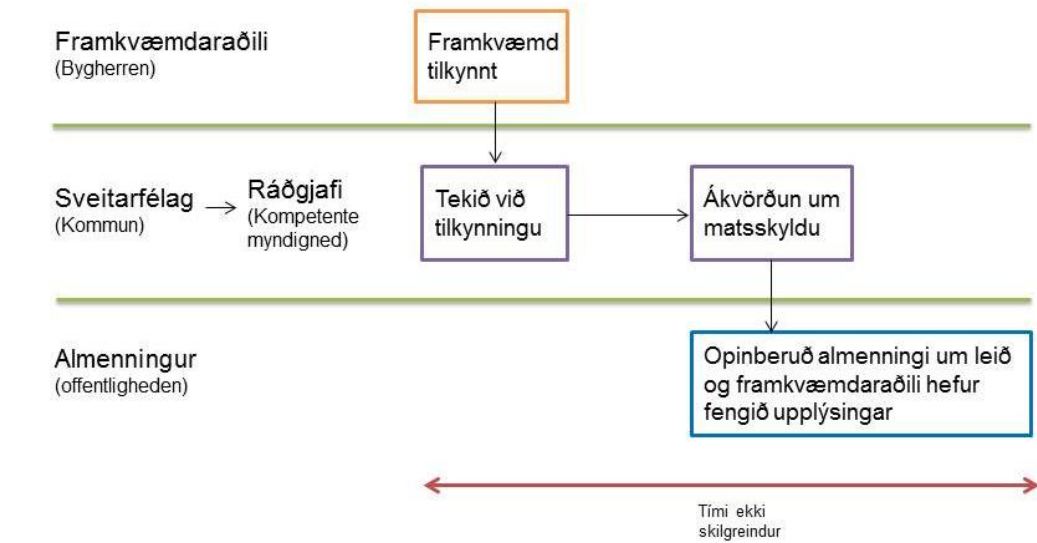 Framkvæmdaraðili
(Bygherren)
Framkvæmd
tilkynnt
Sveitarfélag
(Kommun)
Ráðgjafi
(Kompetente
myndigned)
Tekið við
tilkynningu
Ákvörðun um
matsskyldu
Almenningur
(offentligheden)
Opinberuð almenningi um leið
og framkvæmdaraðili hefur
fengið upplýsingar
Tími ekki
skilgreindur